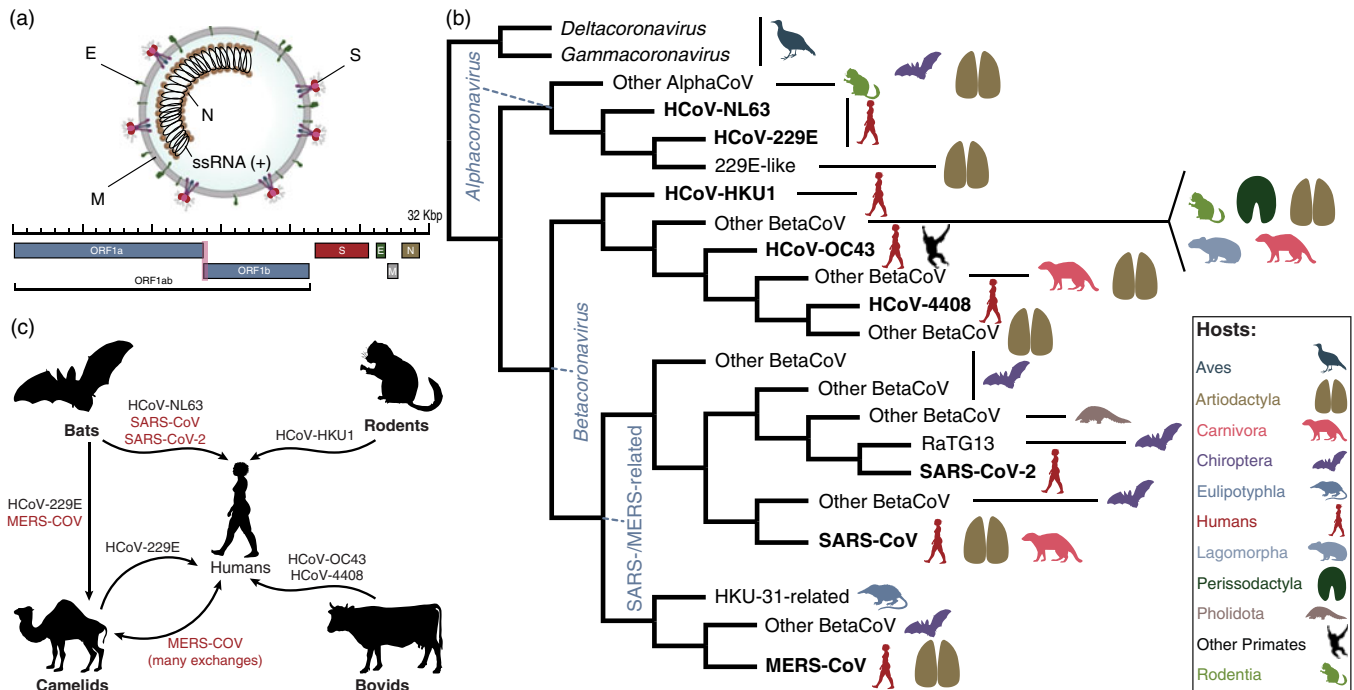 (a)
E
S
N
ssRNA (+)
M
32 Kbp
ORF1a
S
E
N
M
ORF1b
ORF1ab
(b)
Deltacoronavirus
Gammacoronavirus
Alphacoronavirus
Other AlphaCoV
HCoV-NL63
HCoV-229E
229E-like
HCoV-HKU1
Other BetaCoV
HCoV-OC43
Other BetaCoV
HCoV-4408
Other BetaCoV
Betacoronavirus
Other BetaCoV
Other BetaCoV
Other BetaCoV
RaTG13
SARS-CoV-2
Other BetaCoV
SARS-CoV
SARS-/MERS-related
HKU-31-related
Other BetaCoV
MERS-CoV
Hosts:
Aves
Artiodactyla
Carnivora
Chiroptera
Eulipotyphla
Humans
Lagomorpha
Perissodactyla
Pholidota
Other Primates
Rodentia
(c)
Bats
Rodents
HCoV-NL63
SARS-CoV
SARS-CoV-2
HCoV-HKU1
HCoV-229E
MERS-COV
HCoV-229E
Humans
HCoV-OC43
HCoV-4408
MERS-COV
(many exchanges)
Camelids
Bovids